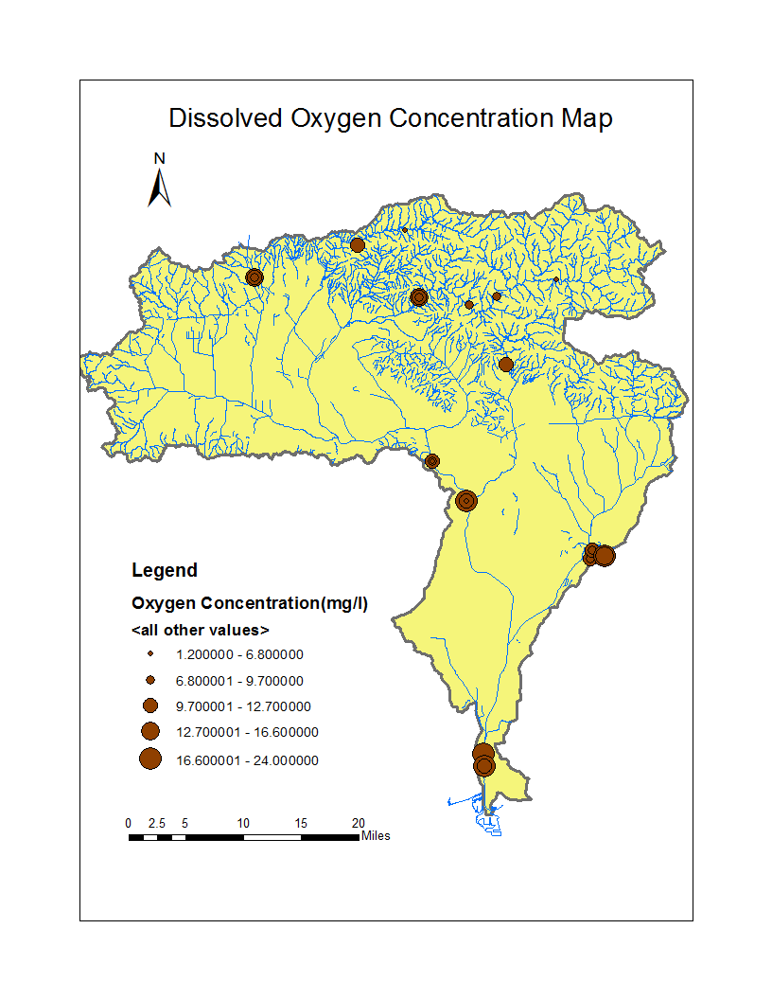 Dissolved Oxygen Concentration Map
N
Legend
Oxygen Concentration(mg/l)
<all other values>
1.200000 - 6.800000
6.800001 - 9.700000
9.700001 - 12.700000
12.700001 - 16.600000
16.600001 - 24.000000
0 2.5 5 10 15 20
Miles